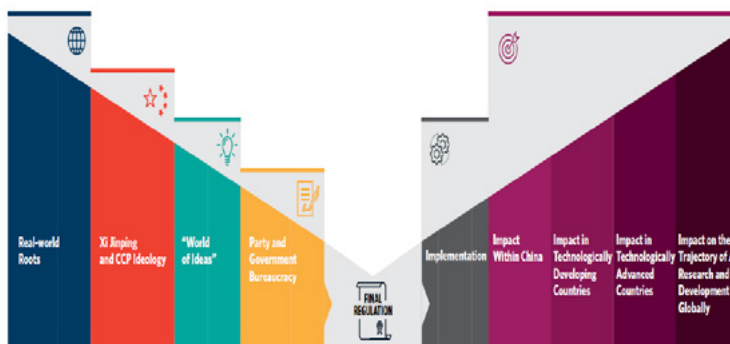 Real-world
Roots
Xi Jinping
and CCP Ideology
"World
of Ideas"
Party and
Government
Bureaucracy
FINAL
REGULATION
Implementation
Impact
Within China
Impact in
Technologically
Developing
Countries
Impact in
Technologically
Advanced
Countries
Impact on the
Trajectory of A
Research and
Development
Globally